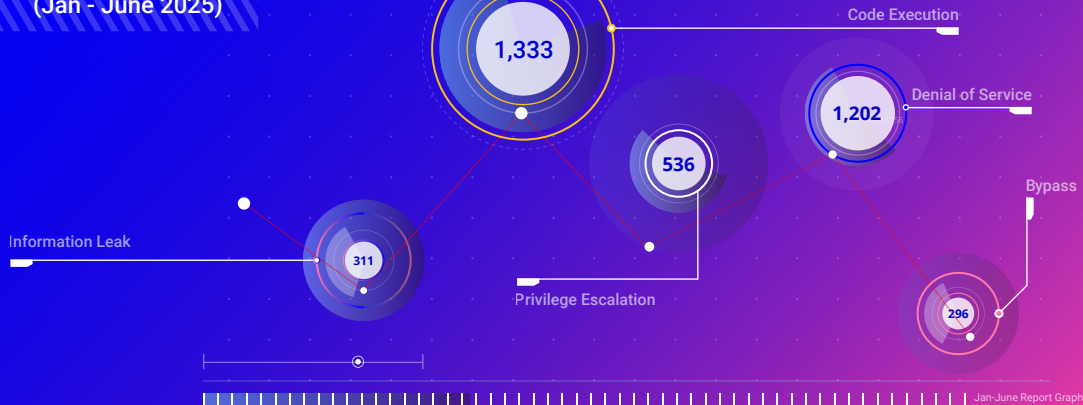 (Jan - June 2025)
Code Execution
1,333
Denial of Service
1,202
536
Bypass
Information Leak
311
Privilege Escalation
296
Jan-June Report Graph